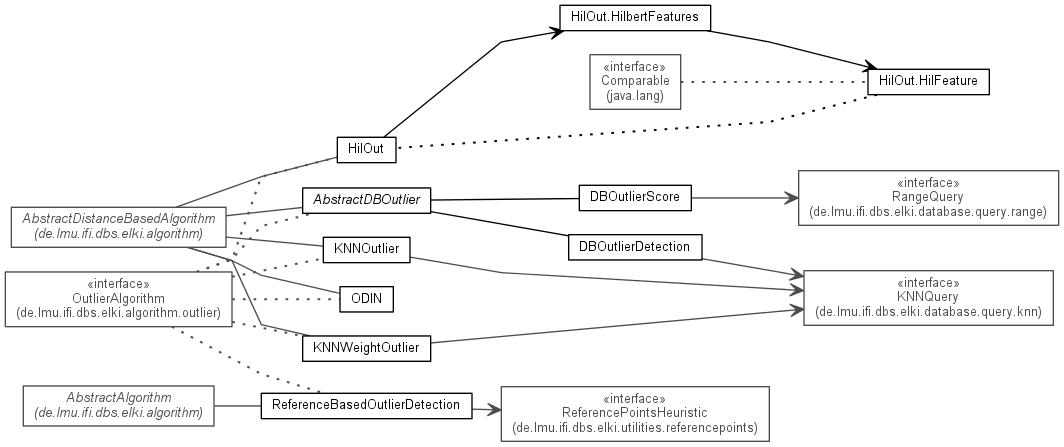 HilOut.HilbertFeatures
«interface»
Comparable
(java.lang)
HilOut.HilFeature
HilOut
AbstractDistanceBasedAlgorithm
(de.lmu.ifi.dbs.elki.algorithm)
AbstractDBOutlier
DBOutlierScore
«interface»
RangeQuery
(de.lmu.ifi.dbs.elki.database.query.range)
KNNOutlier
DBOutlierDetection
«interface»
OutlierAlgorithm
(de.lmu.ifi.dbs.elki.algorithm.outlier)
ODIN
«interface»
KNNQuery
(de.lmu.ifi.dbs.elki.database.query.knn)
KNNWeightOutlier
AbstractAlgorithm
(de.lmu.ifi.dbs.elki.algorithm)
ReferenceBasedOutlierDetection
«interface»
ReferencePointsHeuristic
(de.lmu.ifi.dbs.elki.utilities.referencepoints)